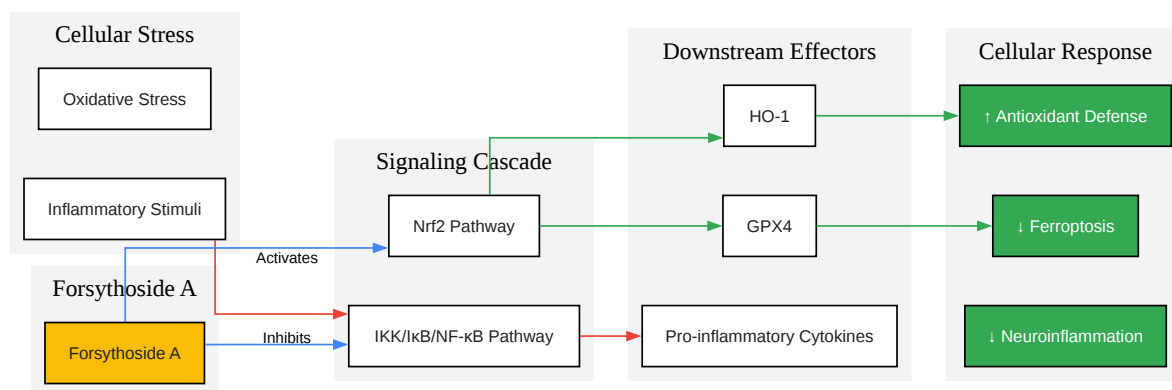 Cellular Stress
Oxidative Stress
Inflammatory Stimuli
Forsythoside A
Forsythoside A
Activates
Inhibits
Signaling Cascade
Nrf2 Pathway
IKK/IκB/NF-κB Pathway
Downstream Effectors
HO-1
GPX4
Pro-inflammatory Cytokines
Cellular Response
↑ Antioxidant Defense
↓ Ferroptosis
↓ Neuroinflammation